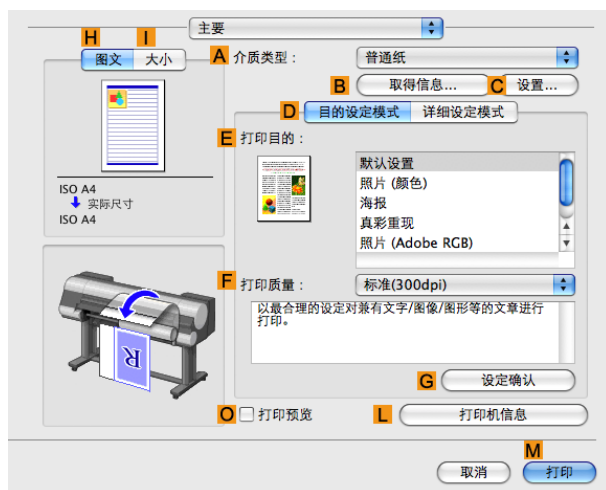 主要
H I
图文 大小
A 介质类型： 普通纸
B 取得信息... C 设置...
D 目的设定模式 详细设定模式
E 打印目的：
默认设置
照片 (颜色)
海报
真彩重现
照片 (Adobe RGB)
ISO A4
实际尺寸
ISO A4
F 打印质量： 标准(300dpi)
以最合理的设定对兼有文字/图像/图形等的文章进行
打印。
R
G 设定确认
O 打印预览 L 打印机信息
M
取消 打印